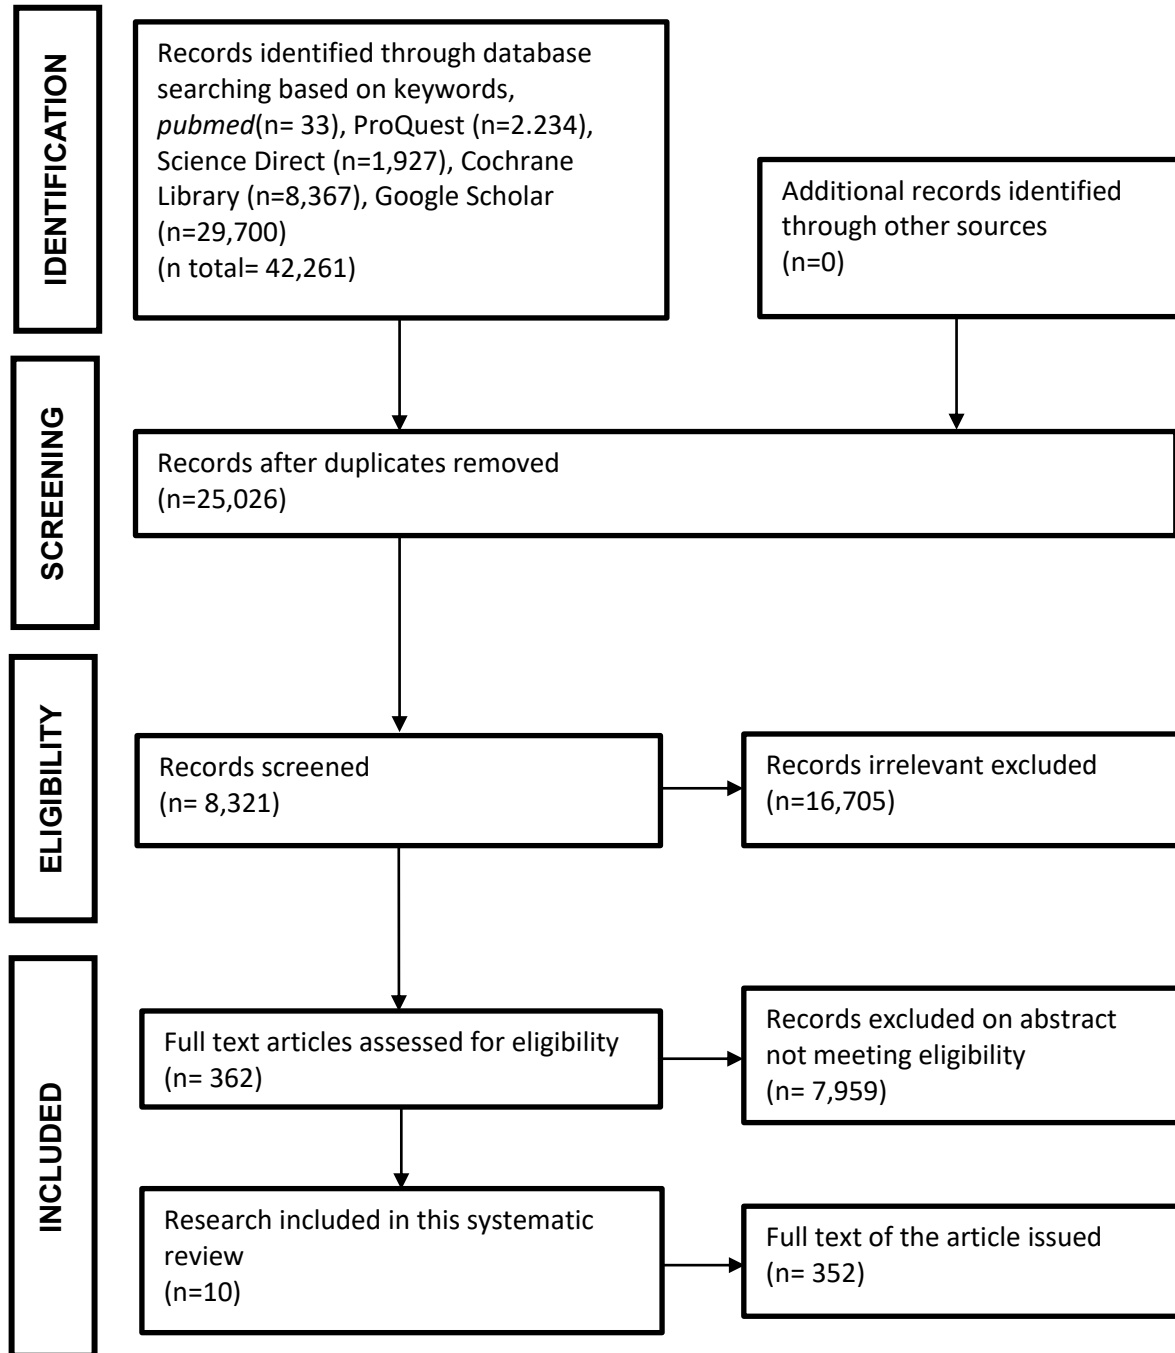 IDENTIFICATION
Records identified through database
searching based on keywords,
pubmed(n= 33), ProQuest (n=2.234),
Science Direct (n=1,927), Cochrane
Library (n=8,367), Google Scholar
(n=29,700)
(n total= 42,261)
Additional records identified
through other sources
(n=0)
SCREENING
Records after duplicates removed
(n=25,026)
ELIGIBILITY
Records screened
(n= 8,321)
Records irrelevant excluded
(n=16,705)
INCLUDED
Full text articles assessed for eligibility
(n= 362)
Records excluded on abstract
not meeting eligibility
(n= 7,959)
Research included in this systematic
review
(n=10)
Full text of the article issued
(n= 352)